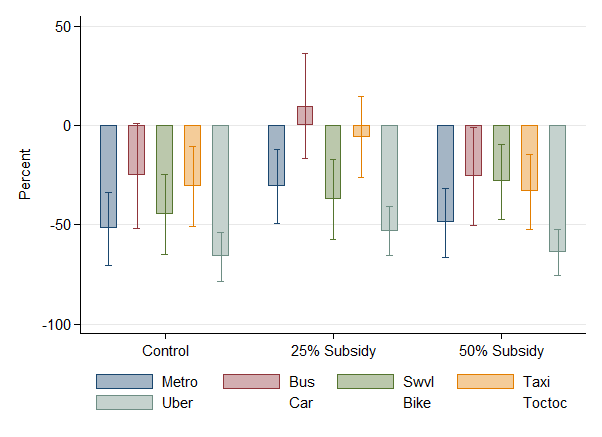 50
0
-50
-100
Percent
Control 25% Subsidy 50% Subsidy
Metro Bus Swvl Taxi
Uber Car Bike Toctoc